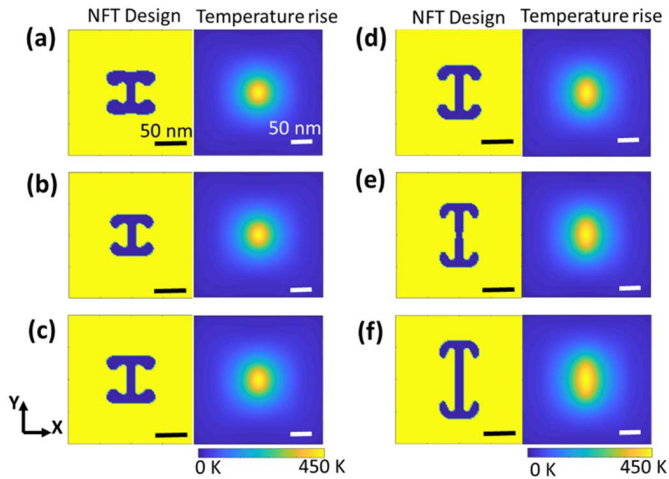 NFT Design Temperature rise
NFT Design Temperature rise
(a)
50 nm
50 nm
(d)
(b)
(e)
(c)
(f)
Y
X
0 K
450 K
0 K
450 K